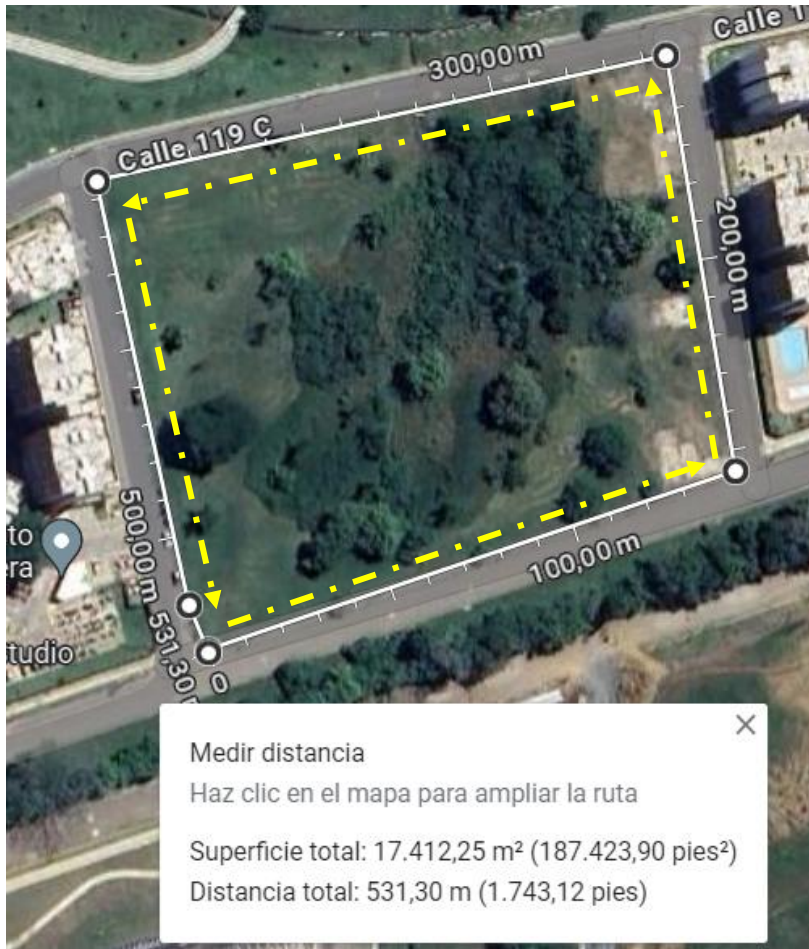 Calle 1
300,00 m
Calle 119 C
200,00 m
500,00 m
to
era
100,00 m
531,30
tudio
0
Medir distancia
Haz clic en el mapa para ampliar la ruta
Superficie total: 17.412,25 m² (187.423,90 pies²)
Distancia total: 531,30 m (1.743,12 pies)